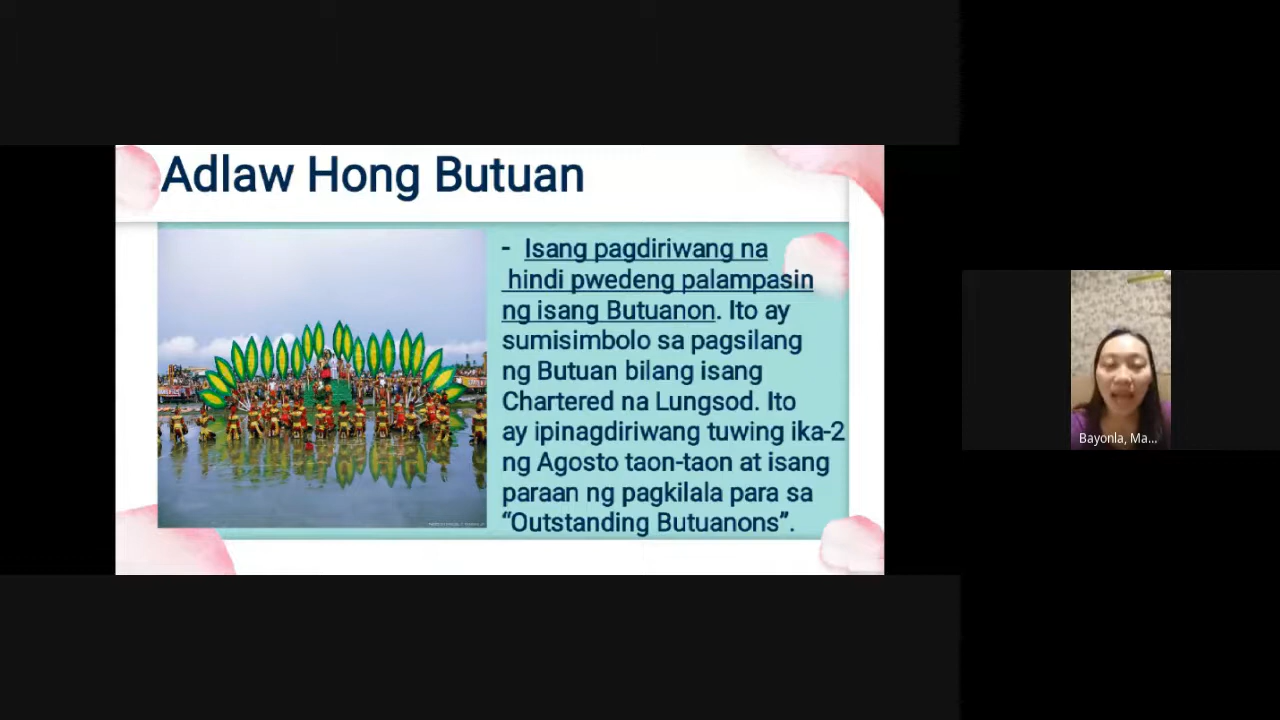 Adlaw Hong Butuan
- Isang pagdiriwang na
hindi pwedeng palampasin
ng isang Butuanon. Ito ay
sumisimbolo sa pagsilang
ng Butuan bilang isang
Chartered na Lungsod. Ito
ay ipinagdiriwang tuwing ika-2
ng Agosto taon-taon at isang
paraan ng pagkilala para sa
“Outstanding Butuanons”.
Bayonla, Ma...